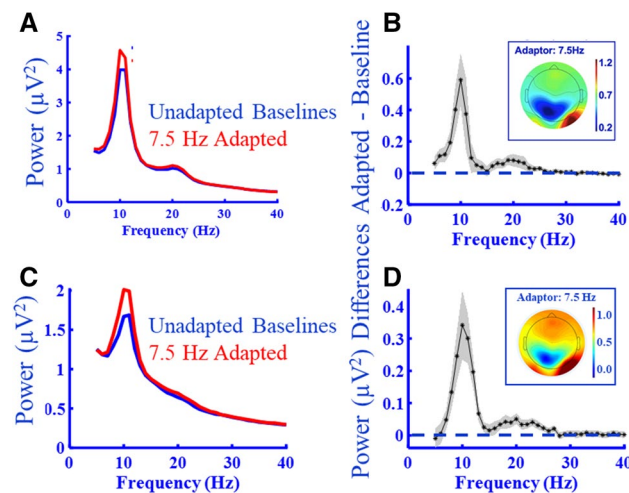 A
Power (µV²)
5
4
3
2
1
0
Unadapted Baselines
7.5 Hz Adapted
0
10
20
30
40
Frequency (Hz)
B
Power (µV²) Differences Adapted - Baseline
0.6
0.4
0.2
0
0.2
Adaptor: 7.5Hz
1.2
0.7
0.2
0
10
20
30
40
Frequency (Hz)
C
Power (µV²)
2
1.5
1
0.5
0
Unadapted Baselines
7.5 Hz Adapted
0
10
20
30
40
Frequency (Hz)
D
0.4
0.3
0.2
0.1
0
Adaptor: 7.5 Hz
1.0
0.5
0.0
0
10
20
30
40
Frequency (Hz)